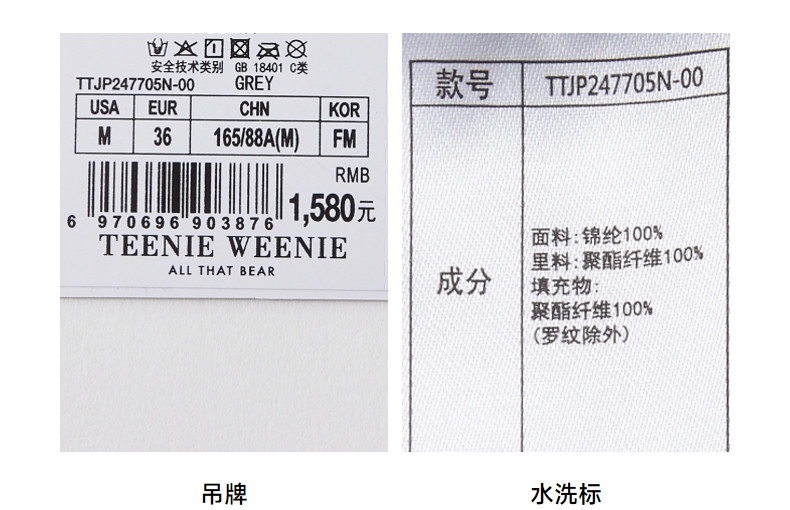 安全技术类别 GB 18401 C类
TTJP247705N-00 GREY
USA EUR CHN KOR
M 36 165/88A(M) FM
RMB
1,580元
6 970696 903876
TEENIE WEENIE
ALL THAT BEAR
吊牌
款号 TTJP247705N-00
成分
面料:锦纶100%
里料:聚酯纤维100%
填充物:
聚酯纤维100%
(罗纹除外)
水洗标